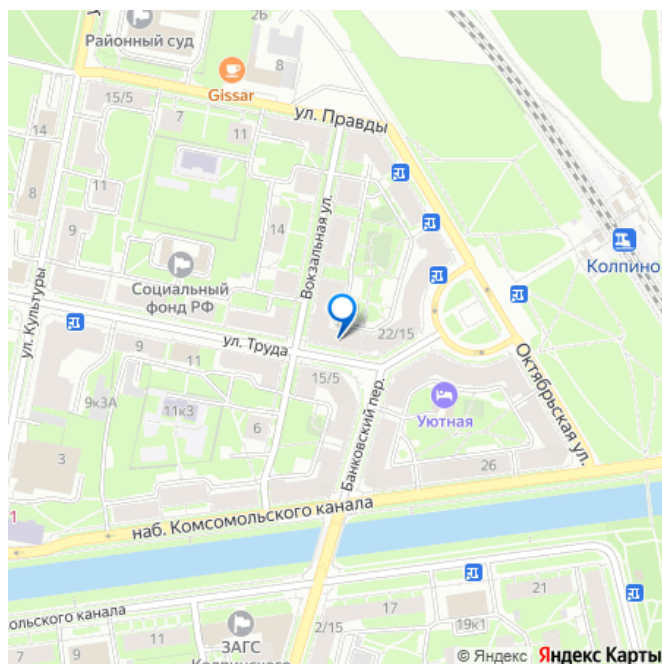 2Б
Районный суд
8
Gissar
15/5
ул. Правды
7
11
14
8
11
9
14
Вокзальная ул.
Социальный
фонд РФ
Колпино
ул. Культуры
ул. Труда
22/15
9
11
15/5
Октябрьская ул.
9к3А
11к3
Банковский пер.
Уютная
6
3
26
1
наб. Комсомольского канала
21
ольского канала
17
19к1
2/15
11
ЗАГС
7
9
Колпинского
© Яндекс Яндекс Карты